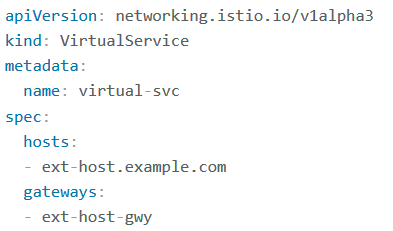 apiVersion: networking.istio.io/v1alpha3
kind: VirtualService
metadata:
  name: virtual-svc
spec:
  hosts:
  - ext-host.example.com
  gateways:
  - ext-host-gwy